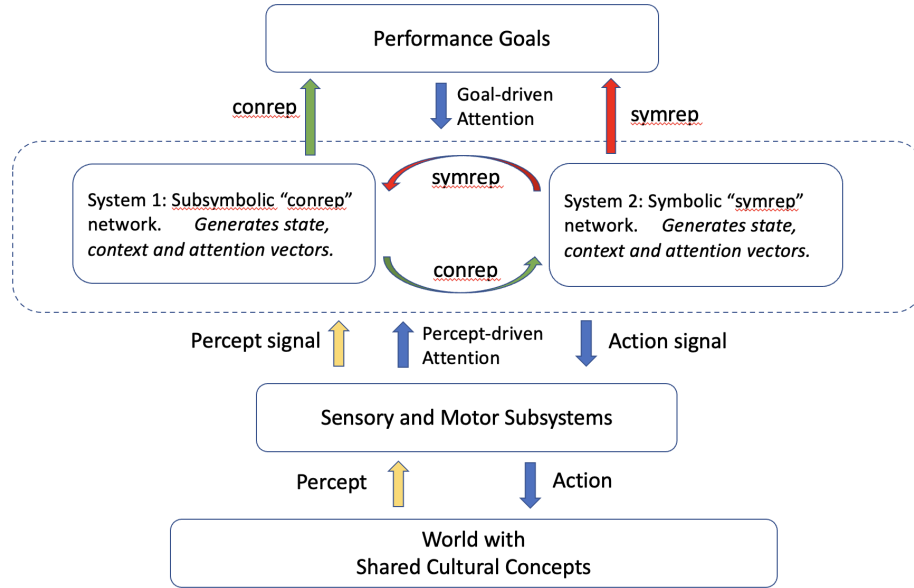 Performance Goals
conrep
Goal-driven
Attention
symrep
System 1: Subsymbolic “conrep”
network. Generates state,
context and attention vectors.
symrep
conrep
System 2: Symbolic “symrep”
network. Generates state,
context and attention vectors.
Percept signal
Percept-driven
Attention
Action signal
Sensory and Motor Subsystems
Percept
Action
World with
Shared Cultural Concepts